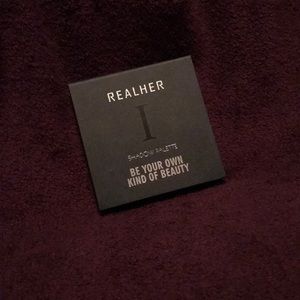 REALHER
I
SHADOW PALETTE
BE YOUR OWN
KIND OF BEAUTY